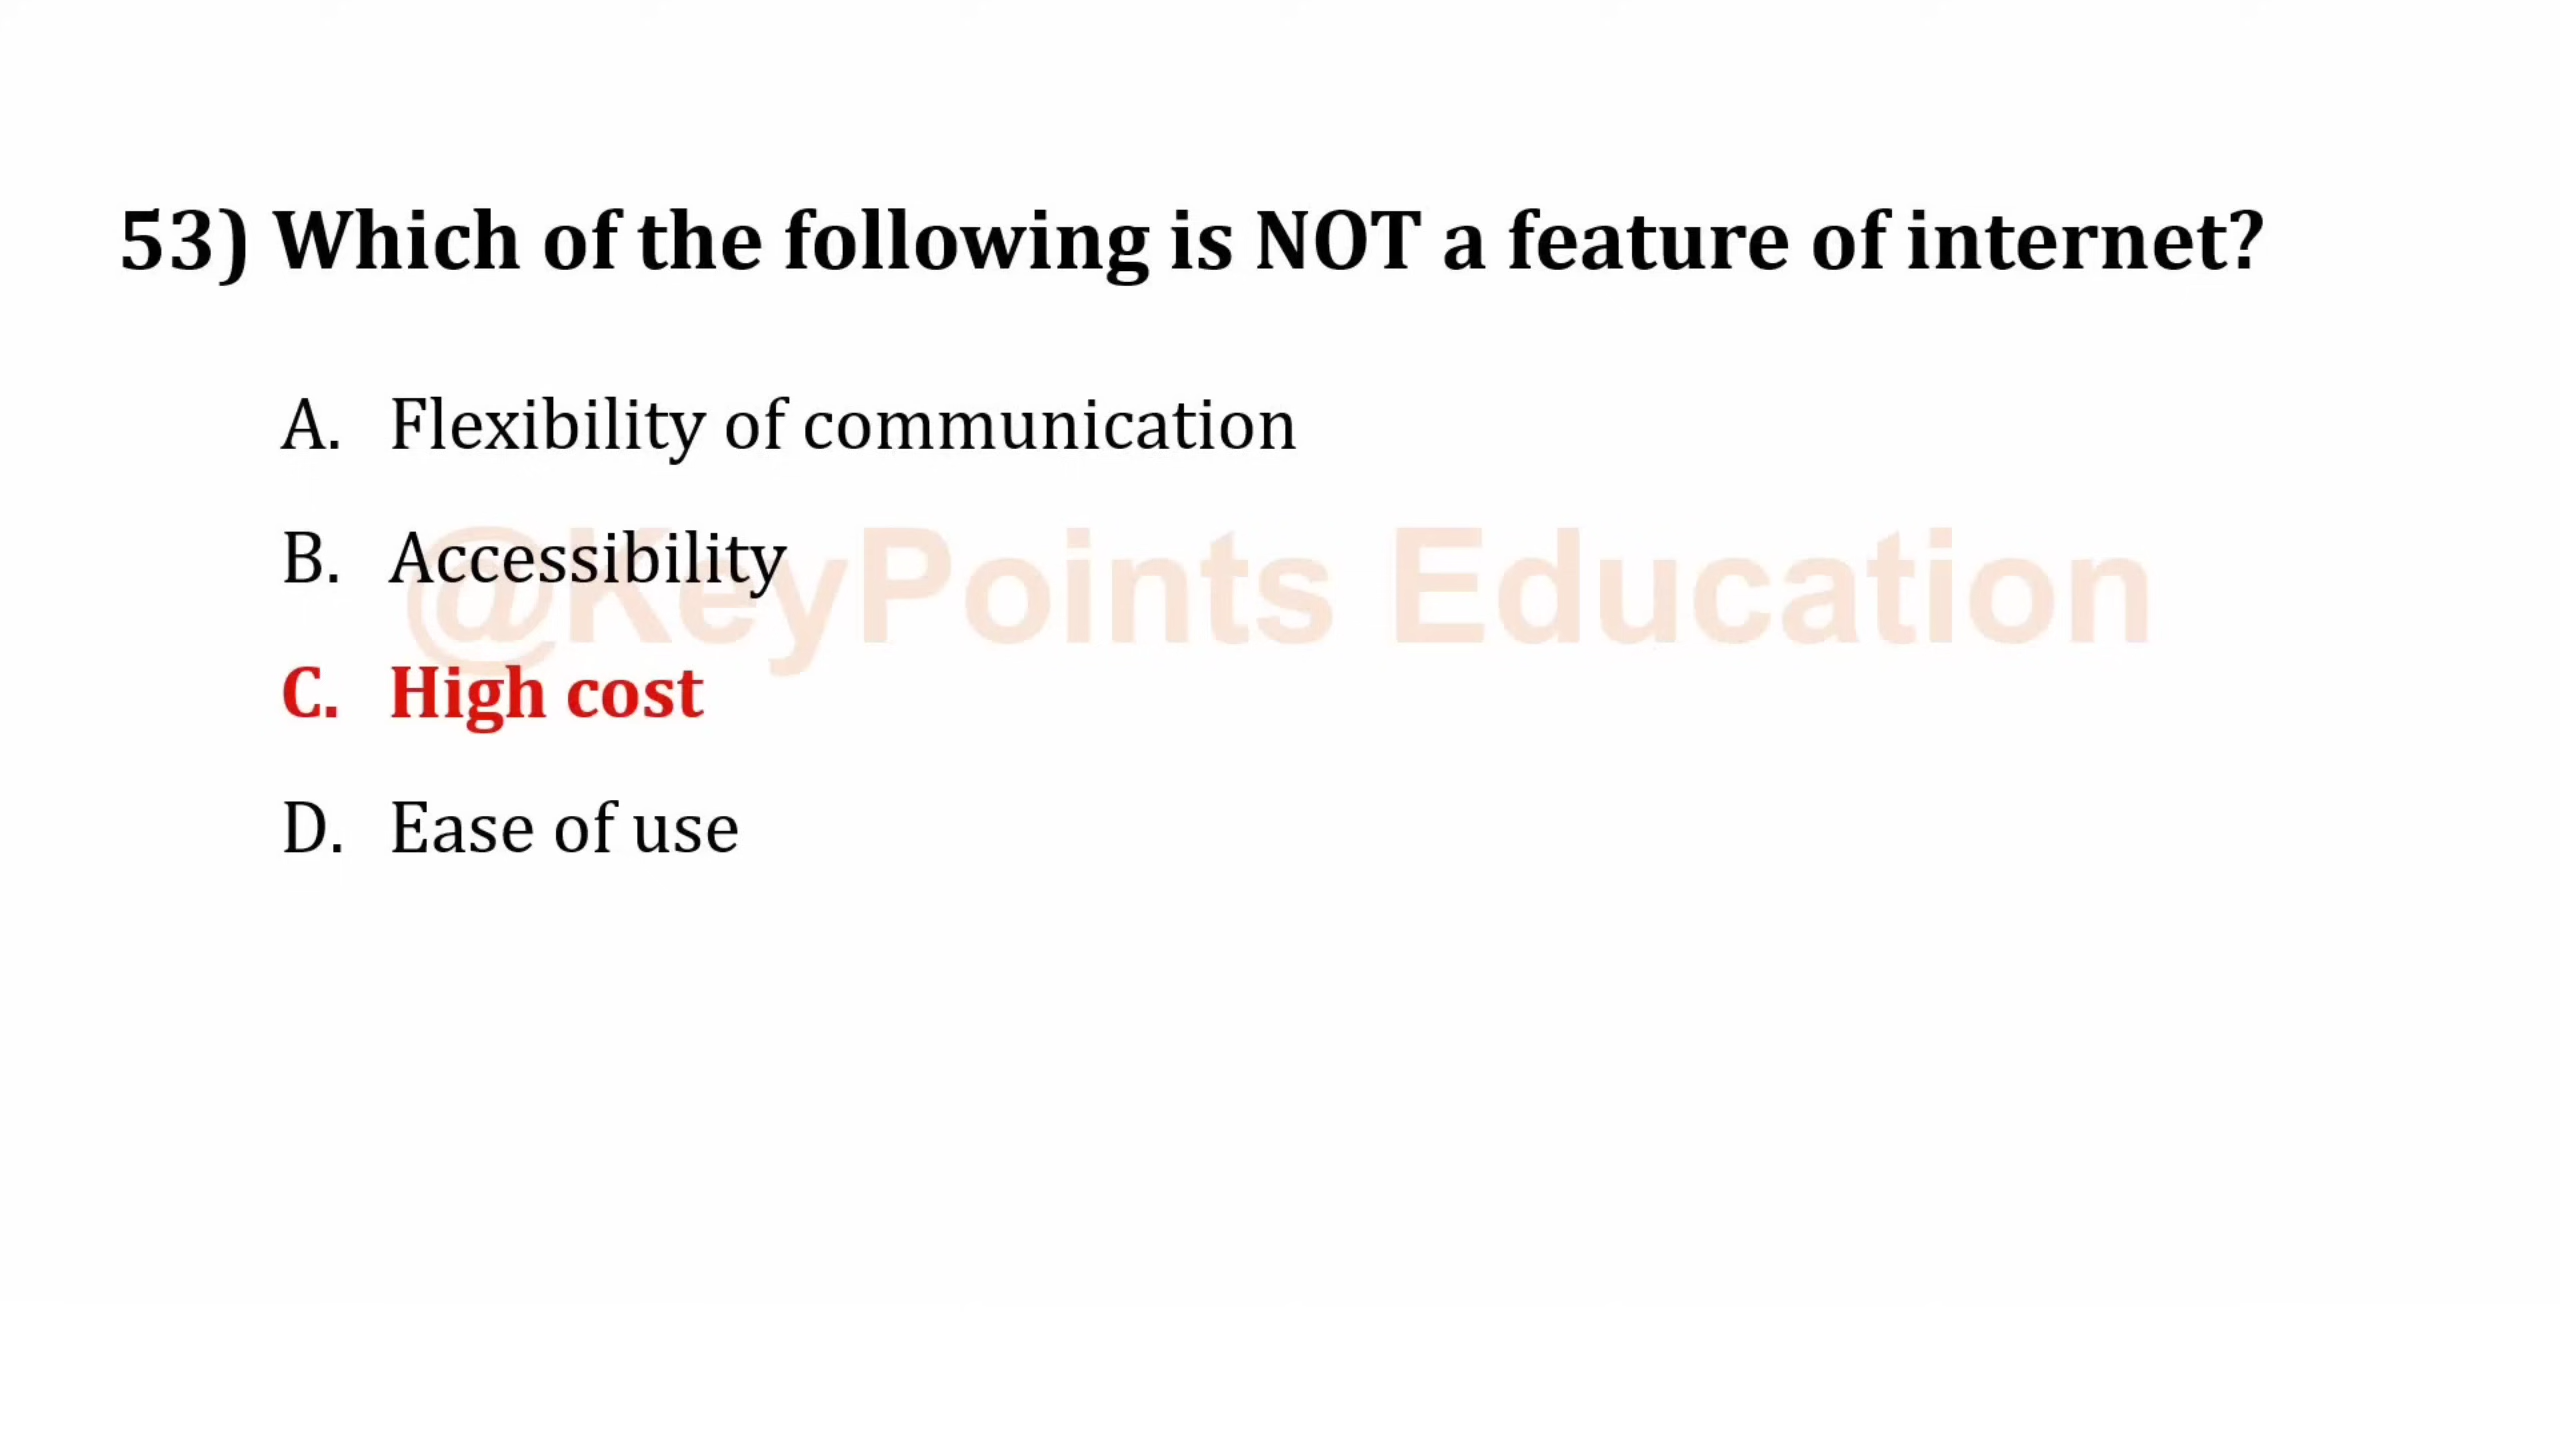 53) Which of the following is NOT a feature of internet?
A. Flexibility of communication
B. Accessibility
@KeyPoints Education
C. High cost
D. Ease of use